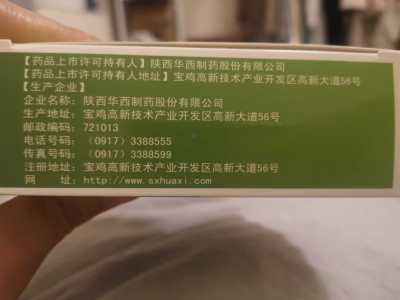 【药品上市许可持有人】陕西华西制药股份有限公司
【药品上市许可持有人地址】宝鸡高新技术产业开发区高新大道56号
【生产企业】
企业名称：陕西华西制药股份有限公司
生产地址：宝鸡高新技术产业开发区高新大道56号
邮政编码：721013
电话号码：（0917）3388555
传真号码：（0917）3388599
注册地址：宝鸡高新技术产业开发区高新大道56号
网　　址：http://www.sxhuaxi.com